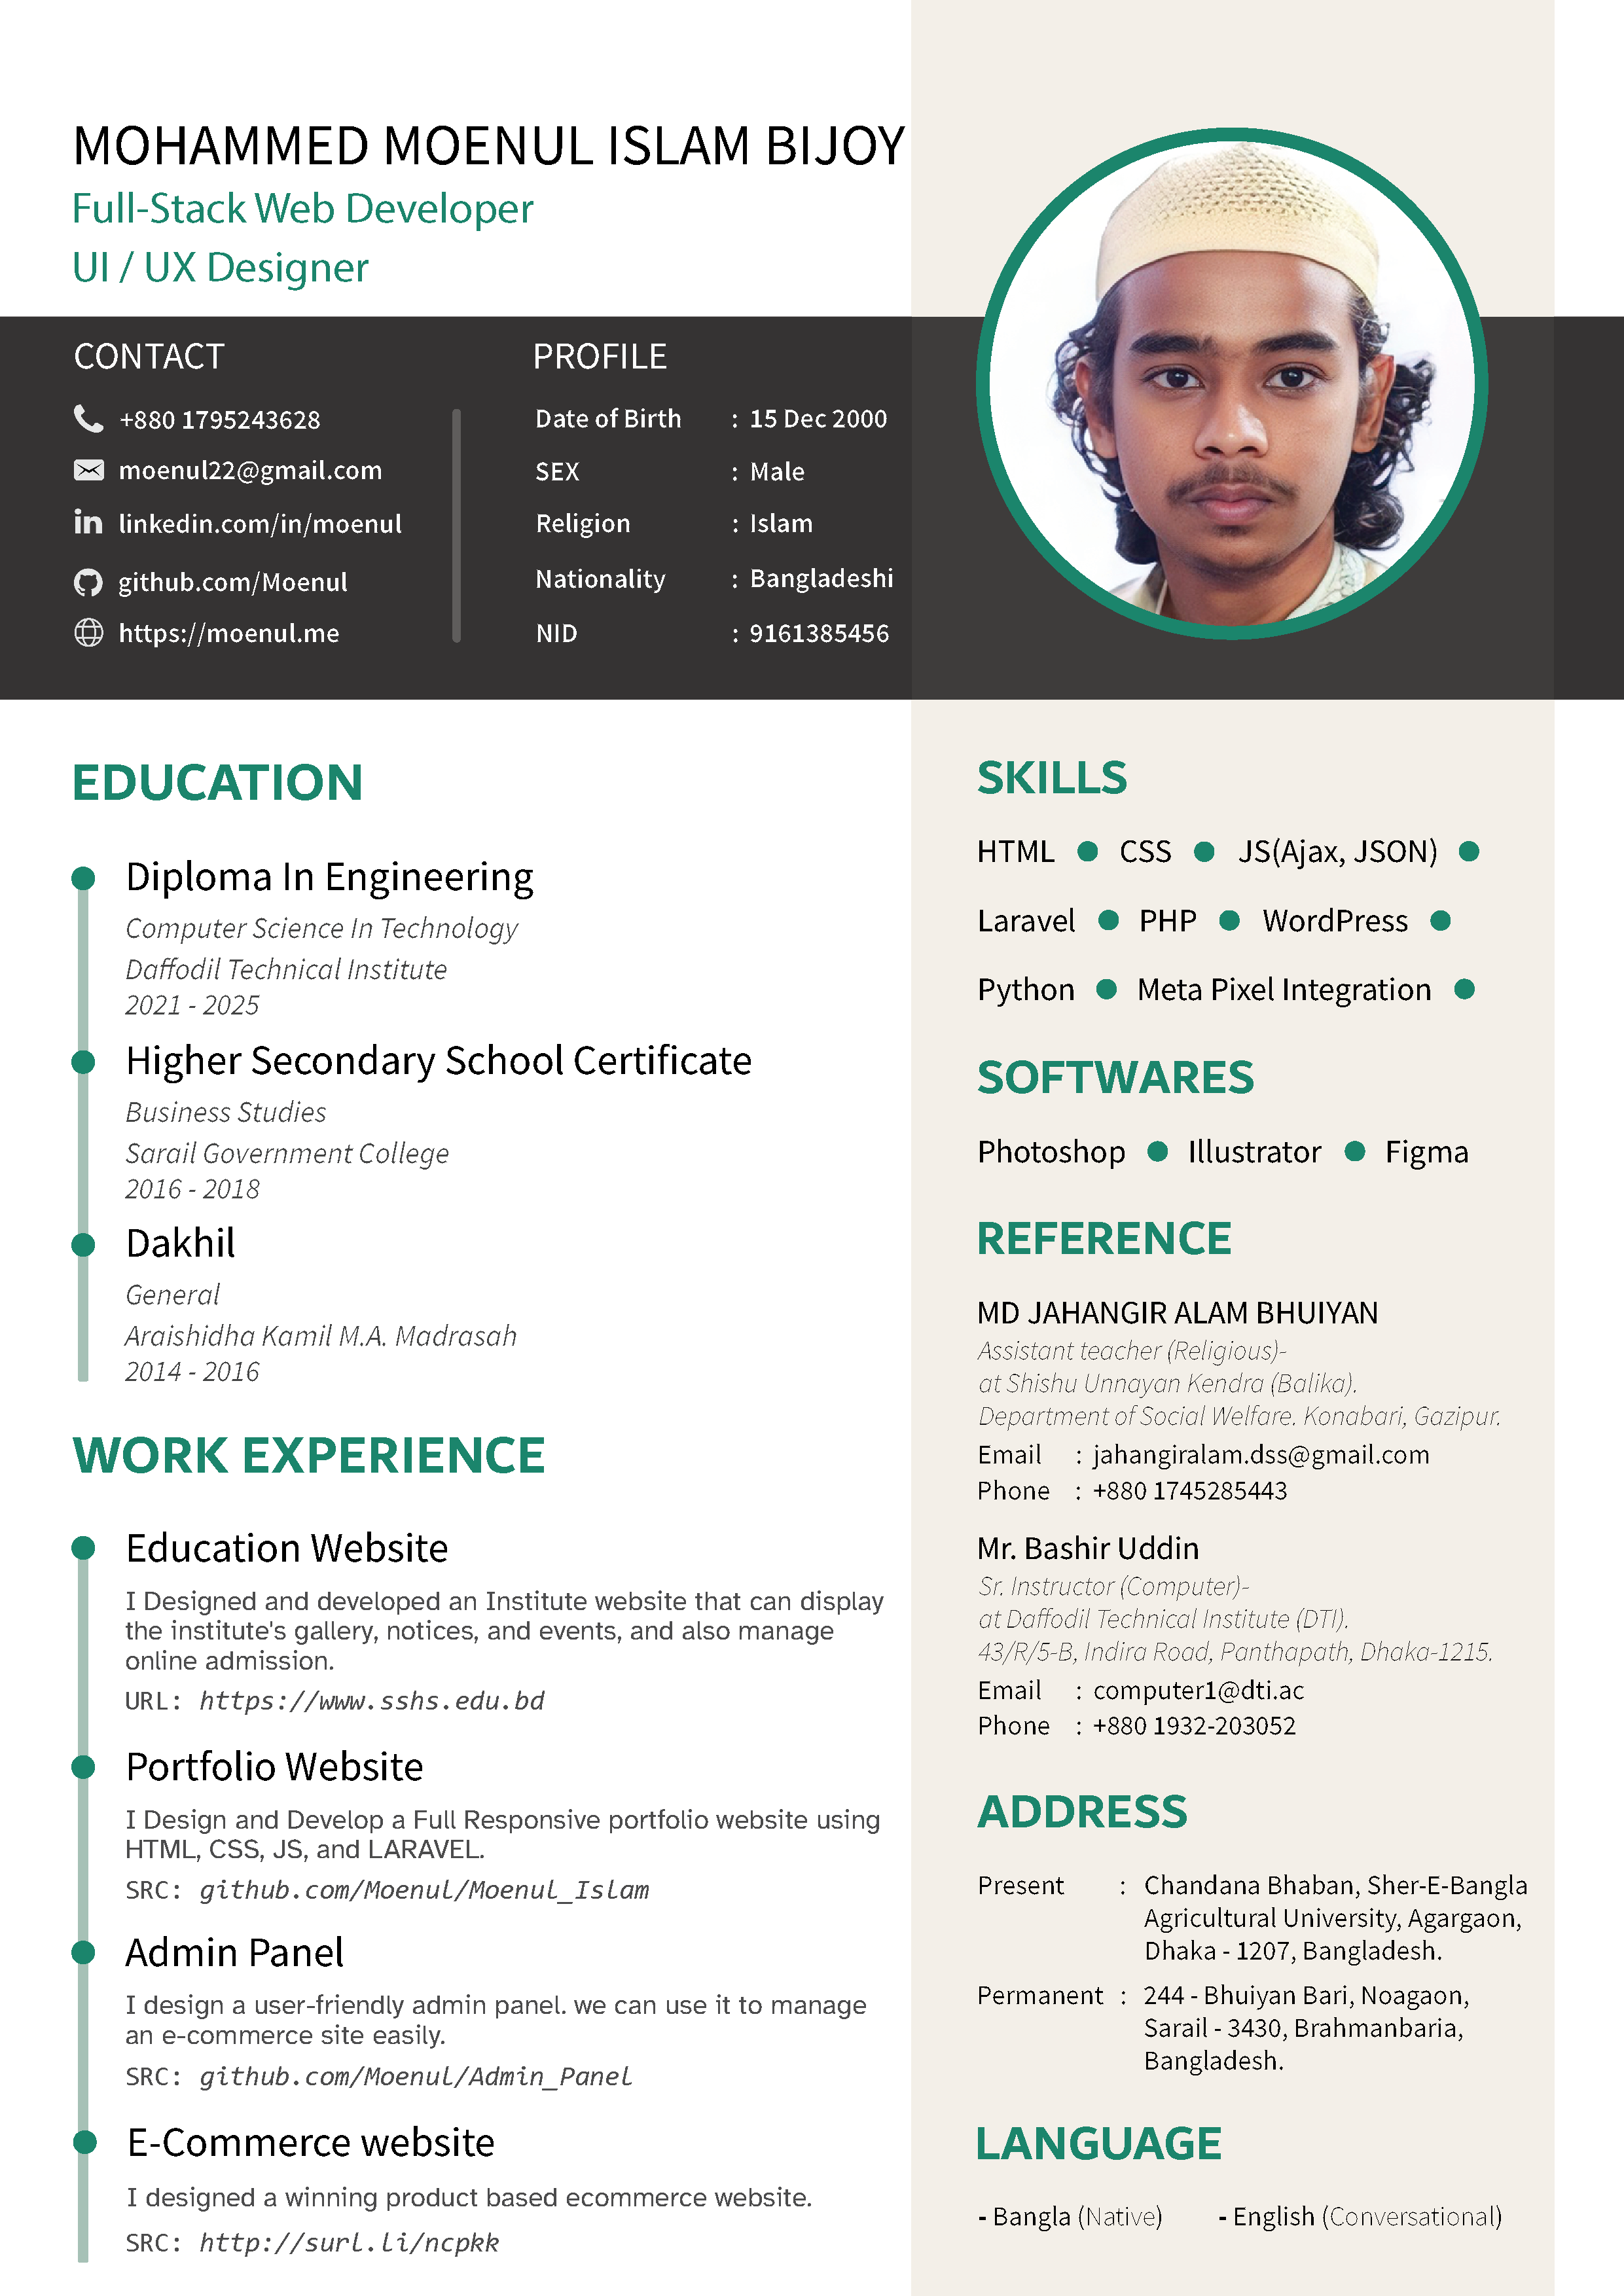 MOHAMMED MOENUL ISLAM BIJOY
Full-Stack Web Developer
UI / UX Designer
CONTACT
+880 1795243628
moenul22@gmail.com
linkedin.com/in/moenul
github.com/Moenul
https://moenul.me
PROFILE
Date of Birth : 15 Dec 2000
SEX : Male
Religion : Islam
Nationality : Bangladeshi
NID : 9161385456
EDUCATION
Diploma In Engineering
Computer Science In Technology
Daffodil Technical Institute
2021 - 2025
Higher Secondary School Certificate
Business Studies
Sarail Government College
2016 - 2018
Dakhil
General
Araishidha Kamil M.A. Madrasah
2014 - 2016
WORK EXPERIENCE
Education Website
I Designed and developed an Institute website that can display
the institute's gallery, notices, and events, and also manage
online admission.
URL: https://www.sshs.edu.bd
Portfolio Website
I Design and Develop a Full Responsive portfolio website using
HTML, CSS, JS, and LARAVEL.
SRC: github.com/Moenul/Moenul_Islam
Admin Panel
I design a user-friendly admin panel. we can use it to manage
an e-commerce site easily.
SRC: github.com/Moenul/Admin_Panel
E-Commerce website
I designed a winning product based ecommerce website.
SRC: http://surl.li/ncpkk
SKILLS
HTML ● CSS ● JS(Ajax, JSON) ●
Laravel ● PHP ● WordPress ●
Python ● Meta Pixel Integration ●
SOFTWARES
Photoshop ● Illustrator ● Figma
REFERENCE
MD JAHANGIR ALAM BHUIYAN
Assistant teacher (Religious)-
at Shishu Unnayan Kendra (Balika).
Department of Social Welfare. Konabari, Gazipur.
Email : jahangiralam.dss@gmail.com
Phone : +880 1745285443
Mr. Bashir Uddin
Sr. Instructor (Computer)-
at Daffodil Technical Institute (DTI).
43/R/5-B, Indira Road, Panthapath, Dhaka-1215.
Email : computer1@dti.ac
Phone : +880 1932-203052
ADDRESS
Present : Chandana Bhaban, Sher-E-Bangla
Agricultural University, Agargaon,
Dhaka - 1207, Bangladesh.
Permanent : 244 - Bhuiyan Bari, Noagaon,
Sarail - 3430, Brahmanbaria,
Bangladesh.
LANGUAGE
- Bangla (Native) - English (Conversational)